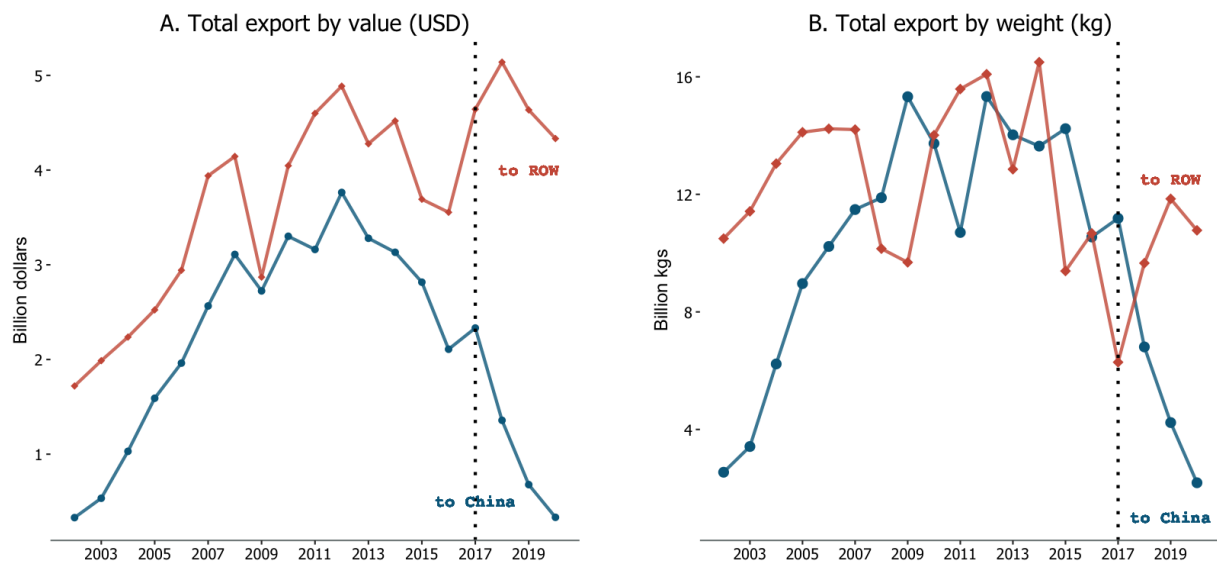 A. Total export by value (USD)
Billion dollars
5
4
3
2
1
to ROW
to China
2003 2005 2007 2009 2011 2013 2015 2017 2019
B. Total export by weight (kg)
Billion kgs
16
12
8
4
to ROW
to China
2003 2005 2007 2009 2011 2013 2015 2017 2019